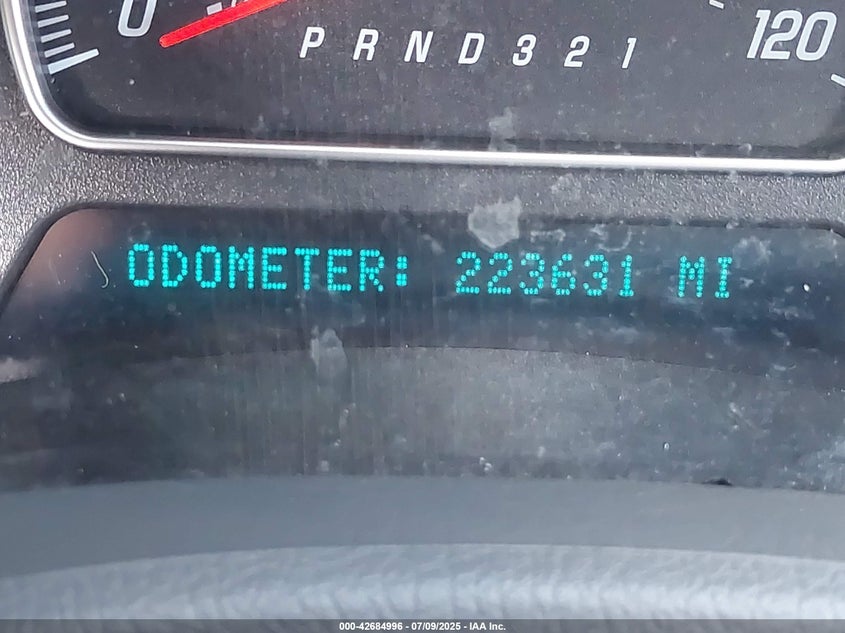 0
P R N D 3 2 1
120
ODOMETER: 223631 MI
000-42684996 - 07/09/2025 - IAA Inc.